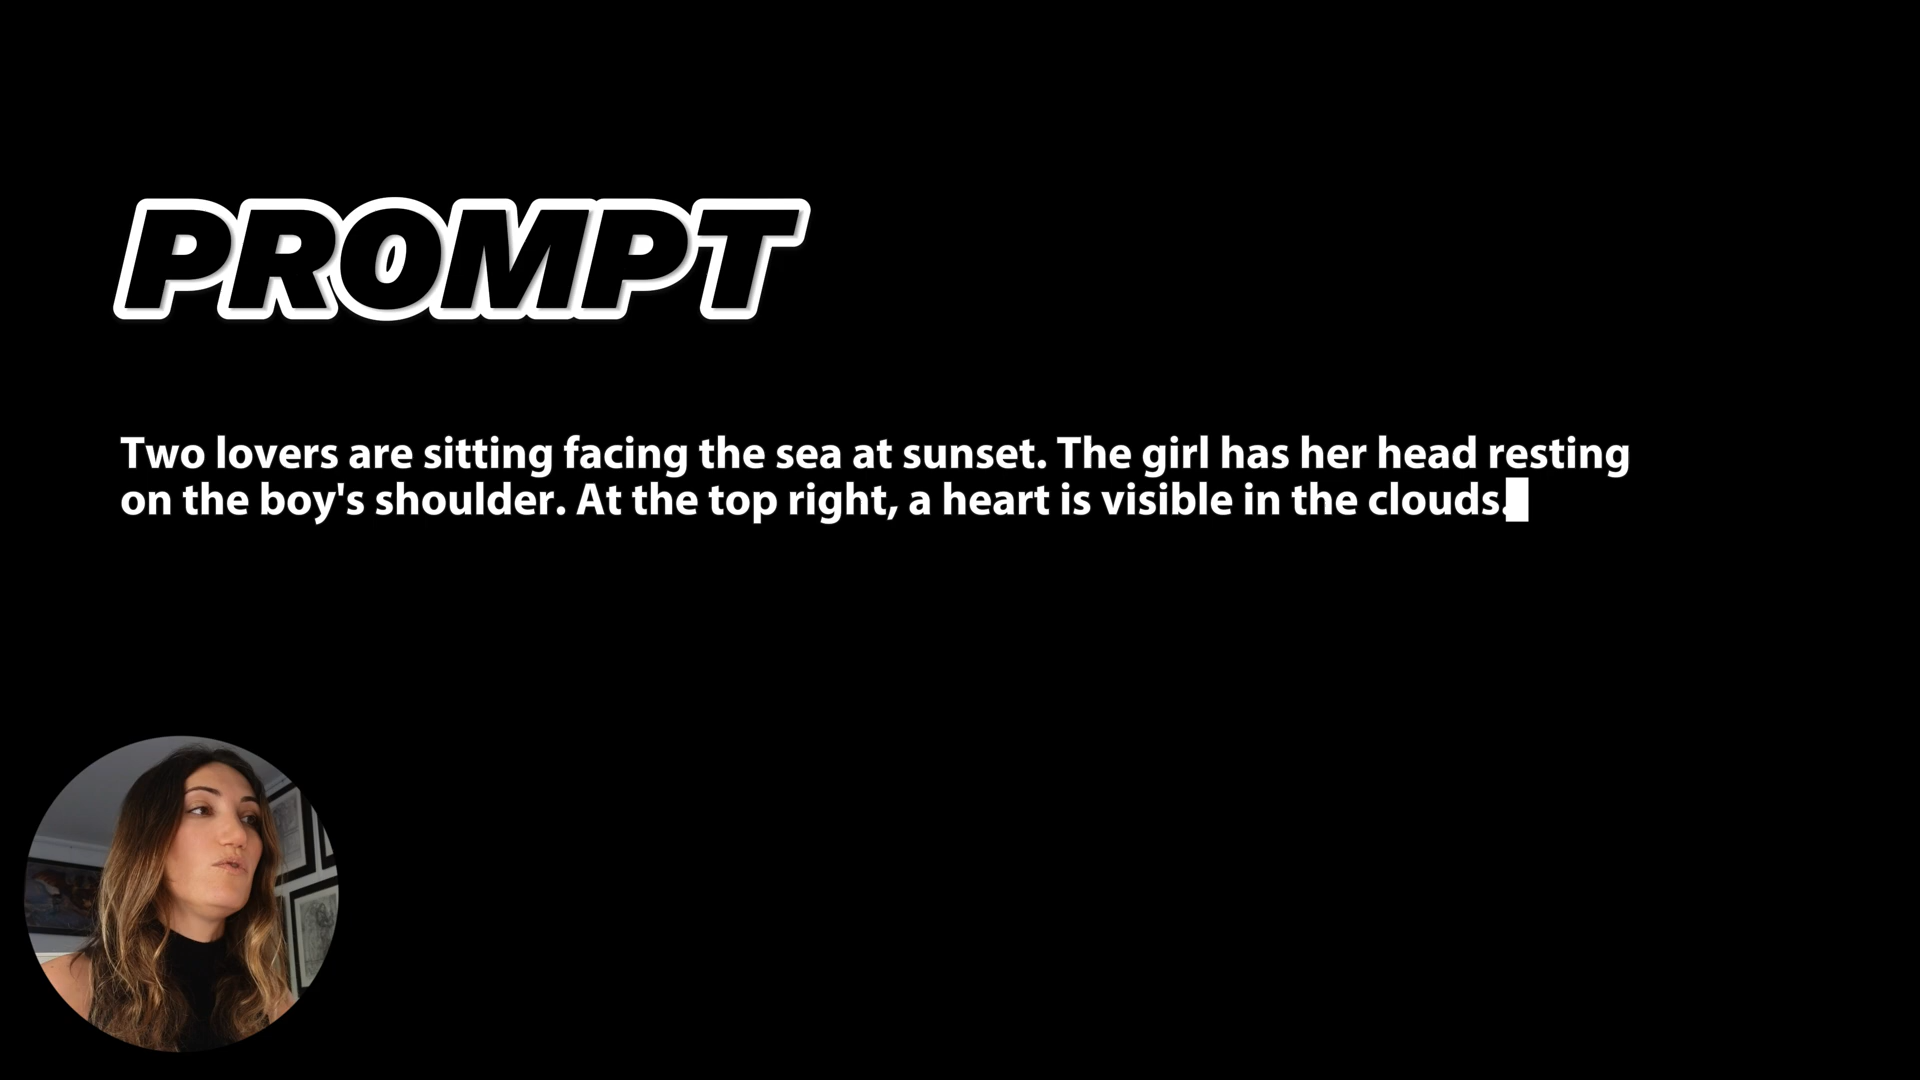 PROMPT
Two lovers are sitting facing the sea at sunset. The girl has her head resting
on the boy's shoulder. At the top right, a heart is visible in the clouds.